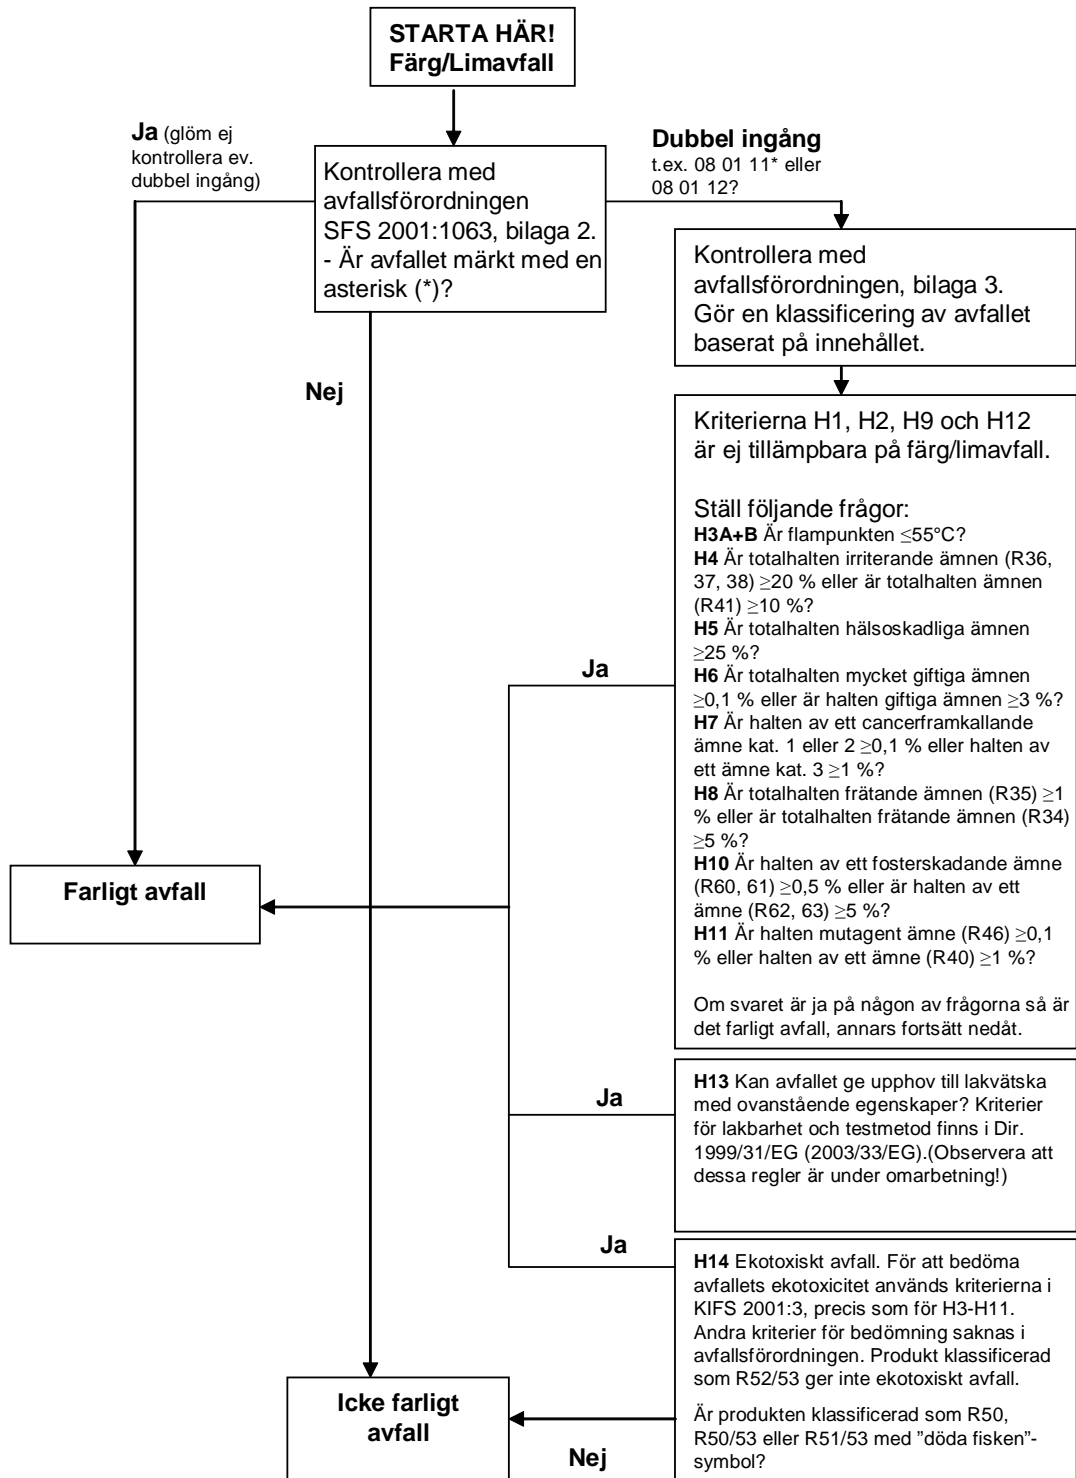 STARTA HÄR!
Färg/Limavfall
Ja (glöm ej
kontrollera ev.
dubbel ingång)
Dubbel ingång
t.ex. 08 01 11* eller
08 01 12?
Kontrollera med
avfallsförordningen
SFS 2001:1063, bilaga 2.
- Är avfallet märkt med en
asterisk (*)?
Kontrollera med
avfallsförordningen, bilaga 3.
Gör en klassificering av avfallet
baserat på innehållet.
Nej
Kriterierna H1, H2, H9 och H12
är ej tillämpbara på färg/limavfall.
Ställ följande frågor:
H3A+B Är flampunkten ≤55°C?
H4 Är totalhalten irriterande ämnen (R36,
37, 38) ≥20 % eller är totalhalten ämnen
(R41) ≥10 %?
H5 Är totalhalten hälsoskadliga ämnen
≥25 %?
H6 Är totalhalten mycket giftiga ämnen
≥0,1 % eller är halten giftiga ämnen ≥3 %?
H7 Är halten av ett cancerframkallande
ämne kat. 1 eller 2 ≥0,1 % eller halten av
ett ämne kat. 3 ≥1 %?
H8 Är totalhalten frätande ämnen (R35) ≥1
% eller är totalhalten frätande ämnen (R34)
≥5 %?
H10 Är halten av ett fosterskadande ämne
(R60, 61) ≥0,5 % eller är halten av ett
ämne (R62, 63) ≥5 %?
H11 Är halten mutagent ämne (R46) ≥0,1
% eller halten av ett ämne (R40) ≥1 %?
Om svaret är ja på någon av frågorna så är
det farligt avfall, annars fortsätt nedåt.
Ja
Farligt avfall
Ja
H13 Kan avfallet ge upphov till lakvätska
med ovanstående egenskaper? Kriterier
för lakbarhet och testmetod finns i Dir.
1999/31/EG (2003/33/EG).(Observera att
dessa regler är under omarbetning!)
Ja
H14 Ekotoxiskt avfall. För att bedöma
avfallets ekotoxicitet används kriterierna i
KIFS 2001:3, precis som för H3-H11.
Andra kriterier för bedömning saknas i
avfallsförordningen. Produkt klassificerad
som R52/53 ger inte ekotoxiskt avfall.
Är produkten klassificerad som R50,
R50/53 eller R51/53 med ”döda fisken”-
symbol?
Icke farligt
avfall
Nej